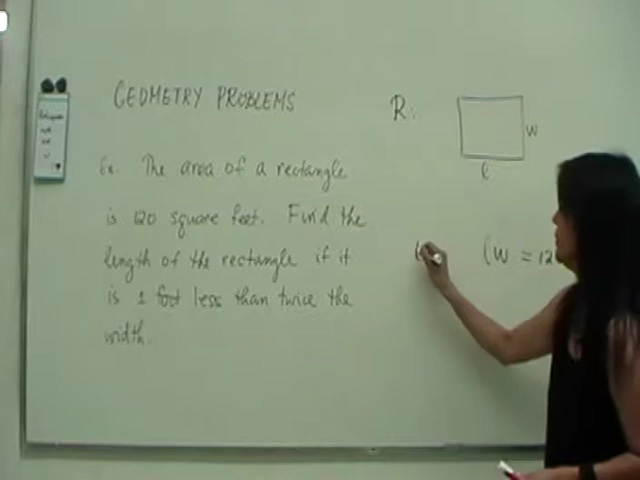 GEOMETRY PROBLEMS
R.
w
l
Ex. The area of a rectangle
is 120 square feet. Find the
length of the rectangle if it
is 1 foot less than twice the
width.
lw = 12